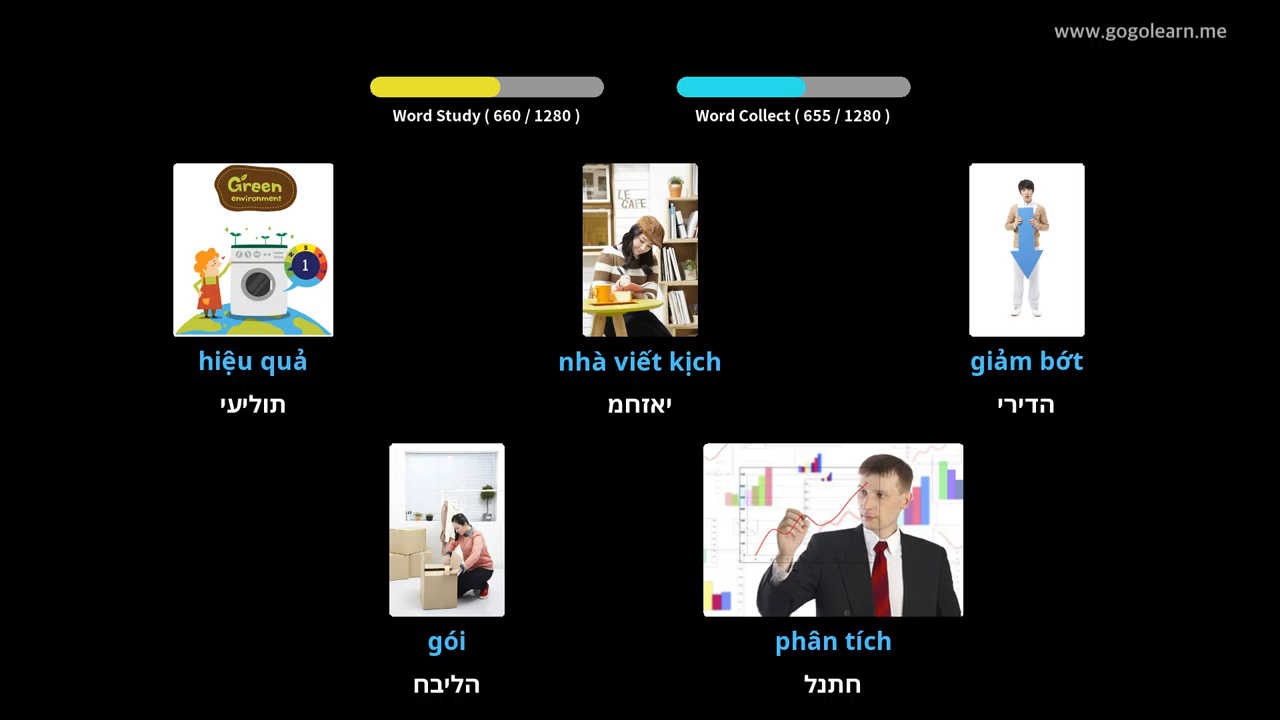 www.gogolearn.me
Word Study ( 660 / 1280 )
Word Collect ( 655 / 1280 )
Green
environment
1
hiệu quả
תוליעי
LE CAFE
nhà viết kịch
יאזחמ
giảm bớt
הדירי
gói
הליבח
phân tích
חתנל